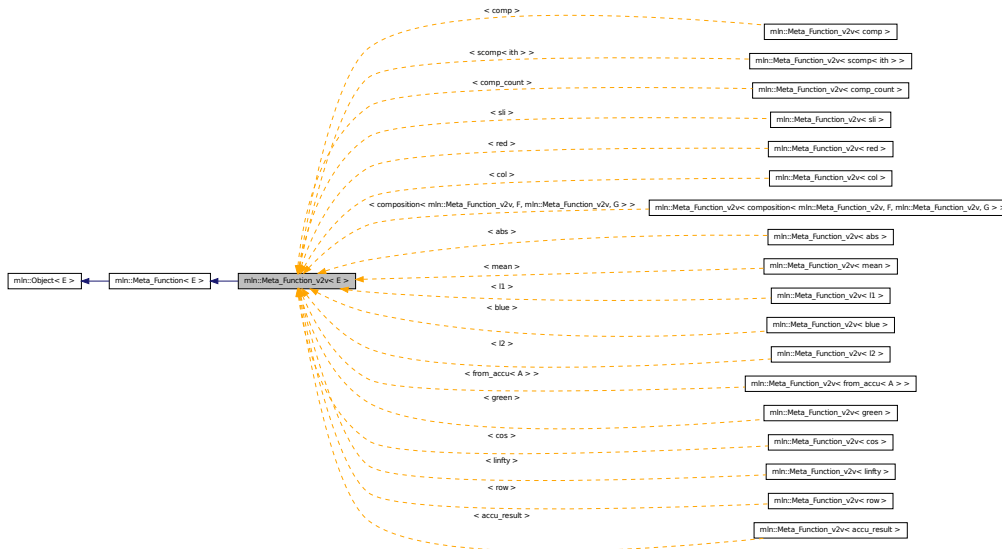 < comp >
mln::Meta_Function_v2v< comp >
< scomp< ith > >
mln::Meta_Function_v2v< scomp< ith > >
< comp_count >
mln::Meta_Function_v2v< comp_count >
< sli >
mln::Meta_Function_v2v< sli >
< red >
mln::Meta_Function_v2v< red >
< col >
mln::Meta_Function_v2v< col >
< composition< mln::Meta_Function_v2v, F, mln::Meta_Function_v2v, G > >
mln::Meta_Function_v2v< composition< mln::Meta_Function_v2v, F, mln::Meta_Function_v2v, G > >
< abs >
mln::Meta_Function_v2v< abs >
< mean >
mln::Meta_Function_v2v< mean >
mln::Object< E >
mln::Meta_Function< E >
mln::Meta_Function_v2v< E >
< l1 >
mln::Meta_Function_v2v< l1 >
< blue >
mln::Meta_Function_v2v< blue >
< l2 >
mln::Meta_Function_v2v< l2 >
< from_accu< A > >
mln::Meta_Function_v2v< from_accu< A > >
< green >
mln::Meta_Function_v2v< green >
< cos >
mln::Meta_Function_v2v< cos >
< linfty >
mln::Meta_Function_v2v< linfty >
< row >
mln::Meta_Function_v2v< row >
< accu_result >
mln::Meta_Function_v2v< accu_result >